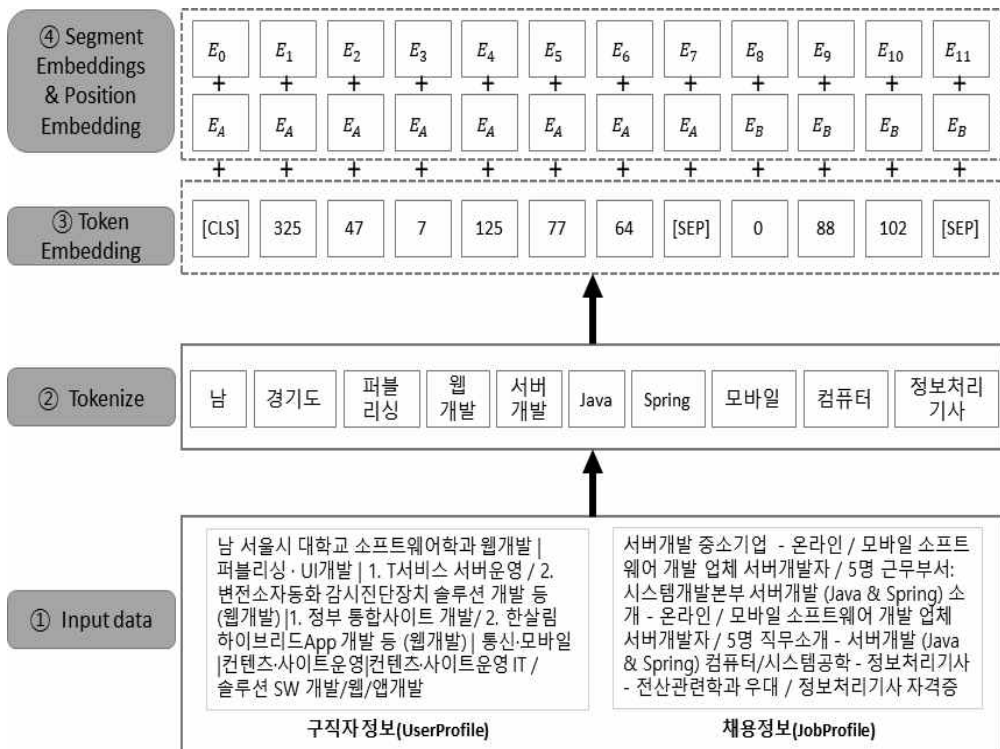 ④ Segment
Embeddings
& Position
Embedding
E0 E1 E2 E3 E4 E5 E6 E7 E8 E9 E10 E11
+ + + + + + + + + + + +
EA EA EA EA EA EA EA EA EB EB EB EB
+ + + + + + + + + + + +
③ Token
Embedding
[CLS] 325 47 7 125 77 64 [SEP] 0 88 102 [SEP]
② Tokenize
남
경기도
퍼블
리싱
웹
개발
서버
개발
Java
Spring
모바일
컴퓨터
정보처리
기사
① Input data
남 서울시 대학교 소프트웨어학과 웹개발 |
퍼블리싱 · UI개발 | 1. T서비스 서버운영 / 2.
변전소자동화 감시진단장치 솔루션 개발 등
(웹개발) |1. 정부 통합사이트 개발/ 2. 한살림
하이브리드App 개발 등 (웹개발) | 통신·모바일
|컨텐츠·사이트운영|컨텐츠·사이트운영 IT /
솔루션 SW 개발/웹/앱개발
구직자 정보(UserProfile)
서버개발 중소기업 - 온라인 / 모바일 소프트
웨어 개발 업체 서버개발자 / 5명 근무부서:
시스템개발본부 서버개발 (Java & Spring) 소
개 - 온라인 / 모바일 소프트웨어 개발 업체
서버개발자 / 5명 직무소개 - 서버개발 (Java
& Spring) 컴퓨터/시스템공학 - 정보처리기사
- 전산관련학과 우대 / 정보처리기사 자격증
채용정보(JobProfile)